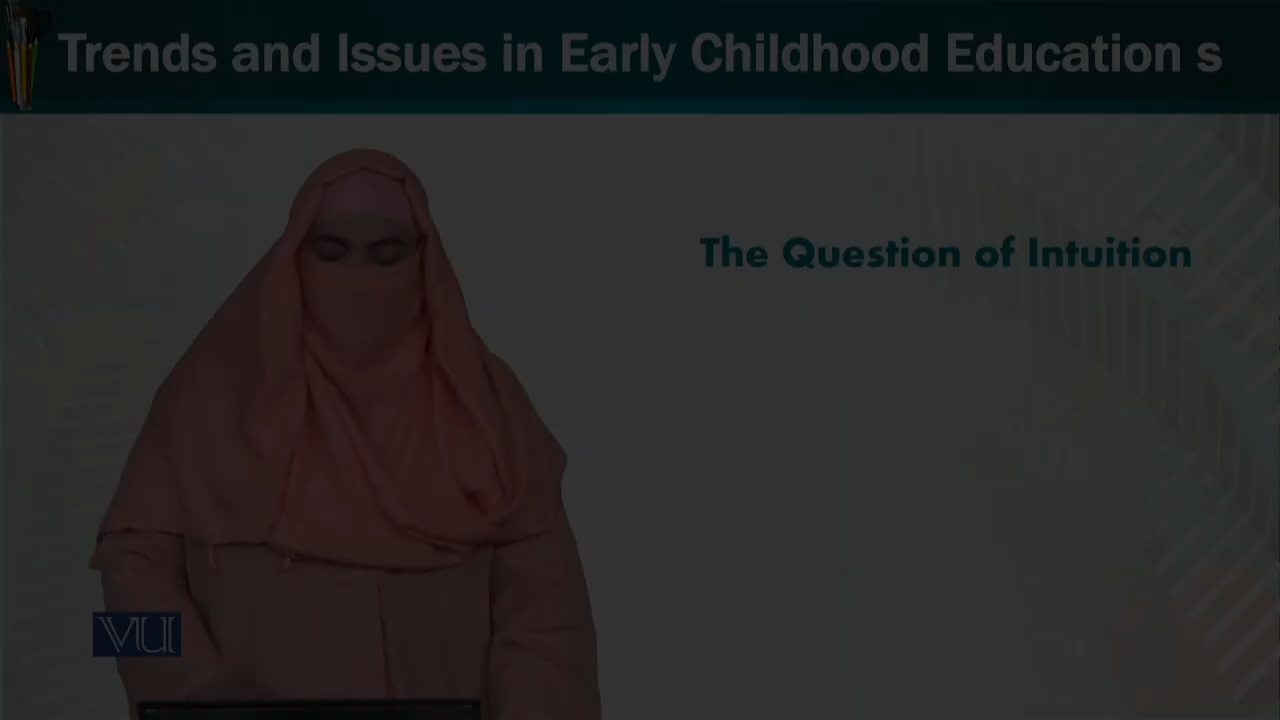 Trends and Issues in Early Childhood Education s
The Question of Intuition
VU